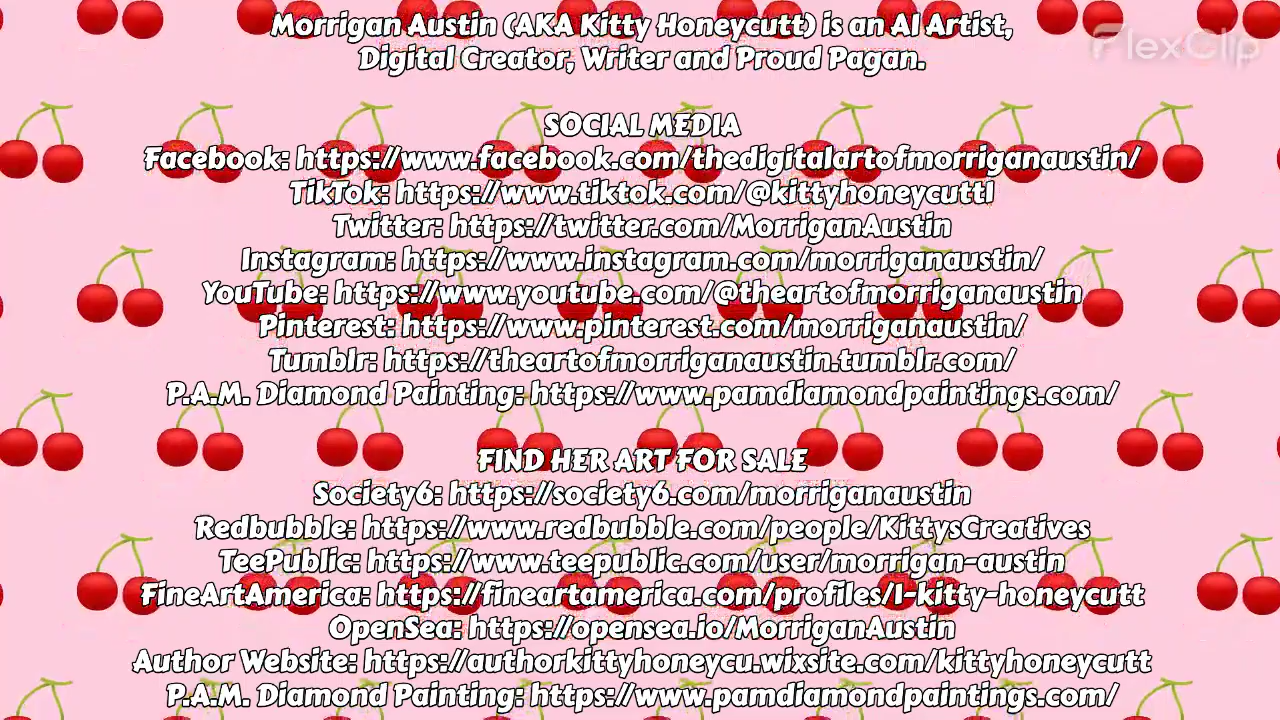 Morrigan Austin (AKA Kitty Honeycutt) is an AI Artist,
Digital Creator, Writer and Proud Pagan.
FlexClip
SOCIAL MEDIA
Facebook: https://www.facebook.com/thedigitalartofmorriganaustin/
TikTok: https://www.tiktok.com/@kittyhoneycutt1
Twitter: https://twitter.com/MorriganAustin
Instagram: https://www.instagram.com/morriganaustin/
YouTube: https://www.youtube.com/@theartofmorriganaustin
Pinterest: https://www.pinterest.com/morriganaustin/
Tumblr: https://theartofmorriganaustin.tumblr.com/
P.A.M. Diamond Painting: https://www.pamdiamondpaintings.com/
FIND HER ART FOR SALE
Society6: https://society6.com/morriganaustin
Redbubble: https://www.redbubble.com/people/KittysCreatives
TeePublic: https://www.teepublic.com/user/morrigan-austin
FineArtAmerica: https://fineartamerica.com/profiles/1-kitty-honeycutt
OpenSea: https://opensea.io/MorriganAustin
Author Website: https://authorkittyhoneycu.wixsite.com/kittyhoneycutt
P.A.M. Diamond Painting: https://www.pamdiamondpaintings.com/